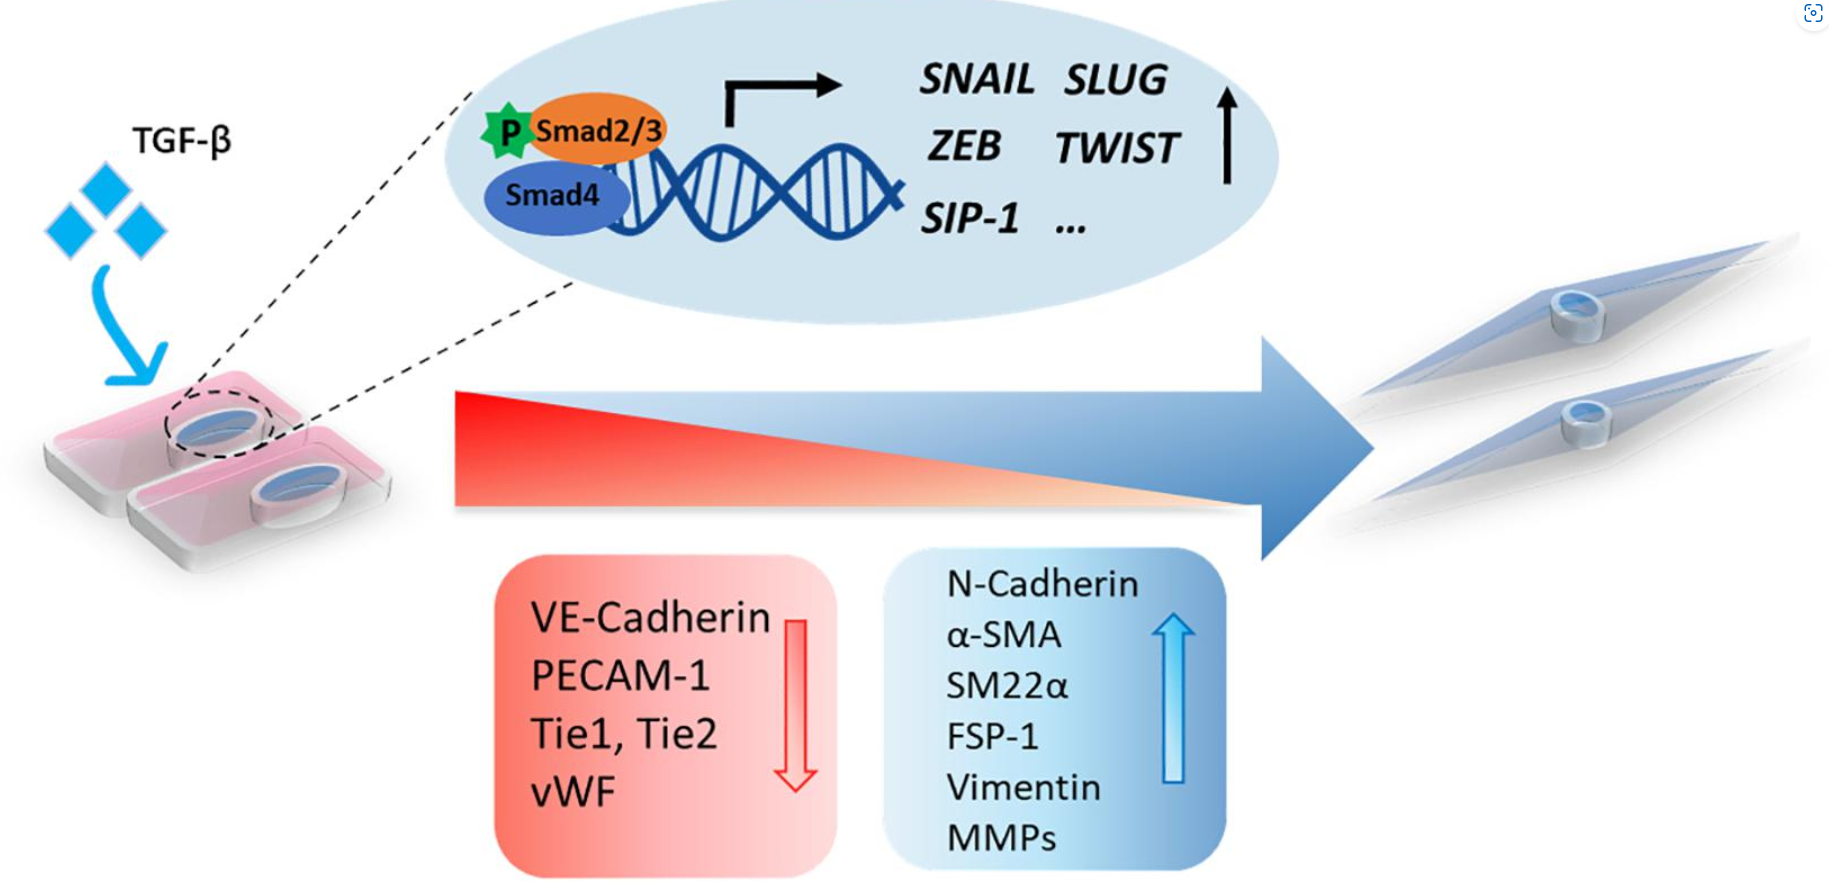 TGF-β
P
Smad2/3
Smad4
SNAIL SLUG
ZEB TWIST
SIP-1 ...
VE-Cadherin
PECAM-1
Tie1, Tie2
vWF
N-Cadherin
α-SMA
SM22α
FSP-1
Vimentin
MMPs